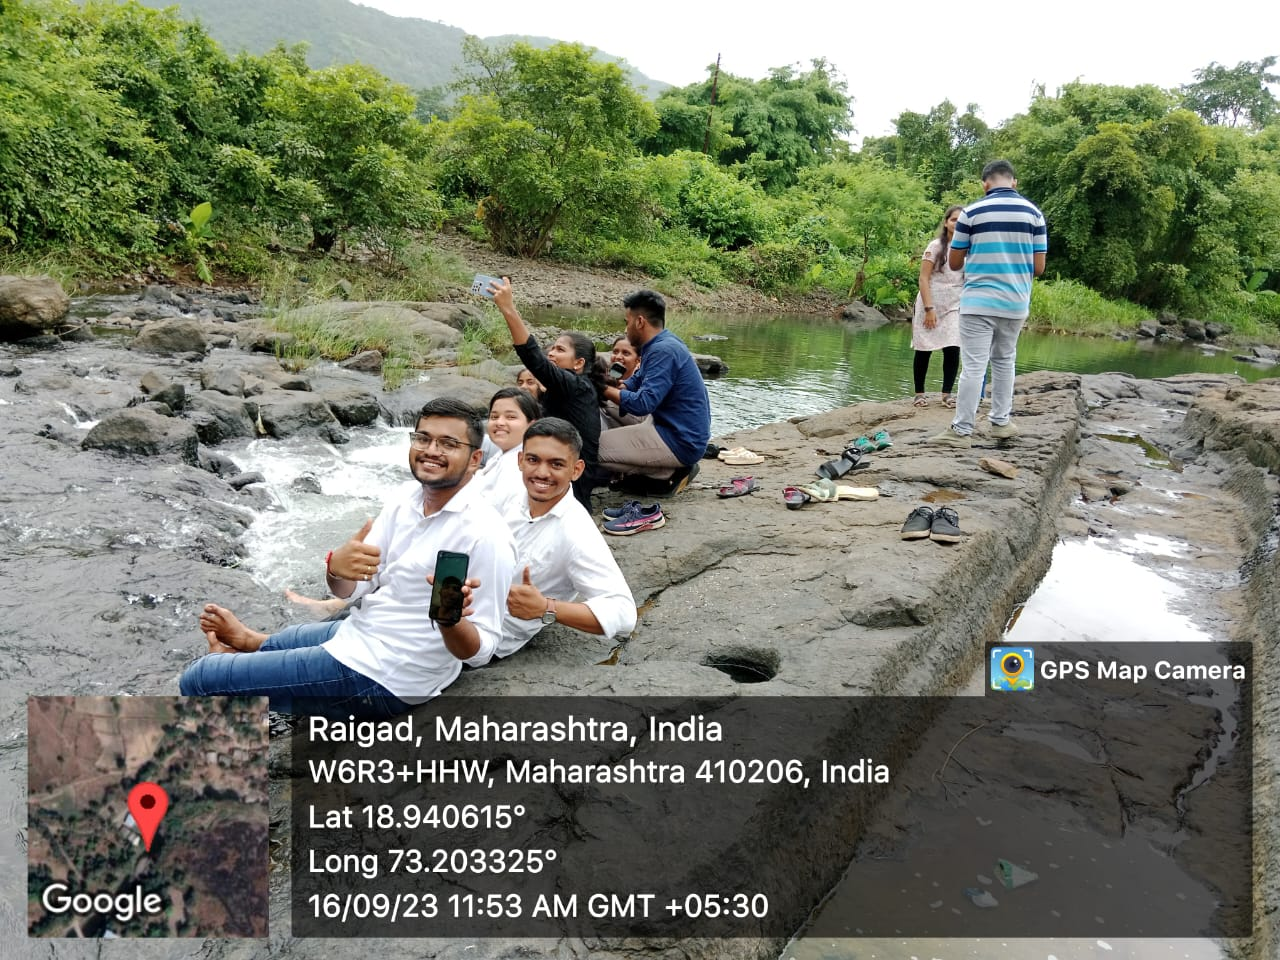 GPS Map Camera
Raigad, Maharashtra, India
W6R3+HHW, Maharashtra 410206, India
Lat 18.940615°
Long 73.203325°
16/09/23 11:53 AM GMT +05:30
Google